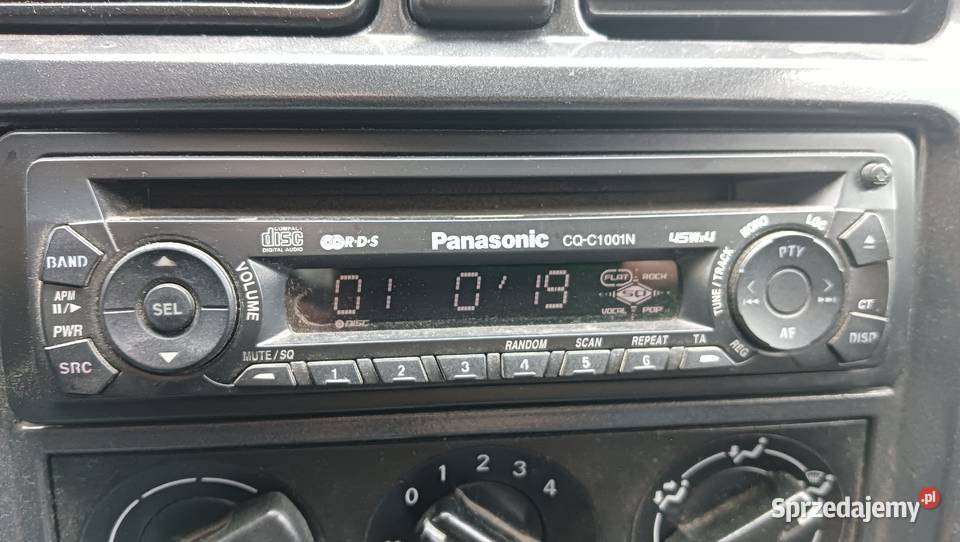 COMPACT disc DIGITAL AUDIO
R·D·S
Panasonic CQ-C1001N
45Wx4
MONO
LOC
BAND
VOLUME
TUNE / TRACK
PTY
APM
SEL
01 0'19
DISC
FLAT ROCK
SQ
VOCAL POP
PWR
SRC
AF
CT
DISP
REG
MUTE / SQ
RANDOM SCAN REPEAT TA
1 2 3 4 5 6
0 1 2 3 4
Sprzedajemy.pl